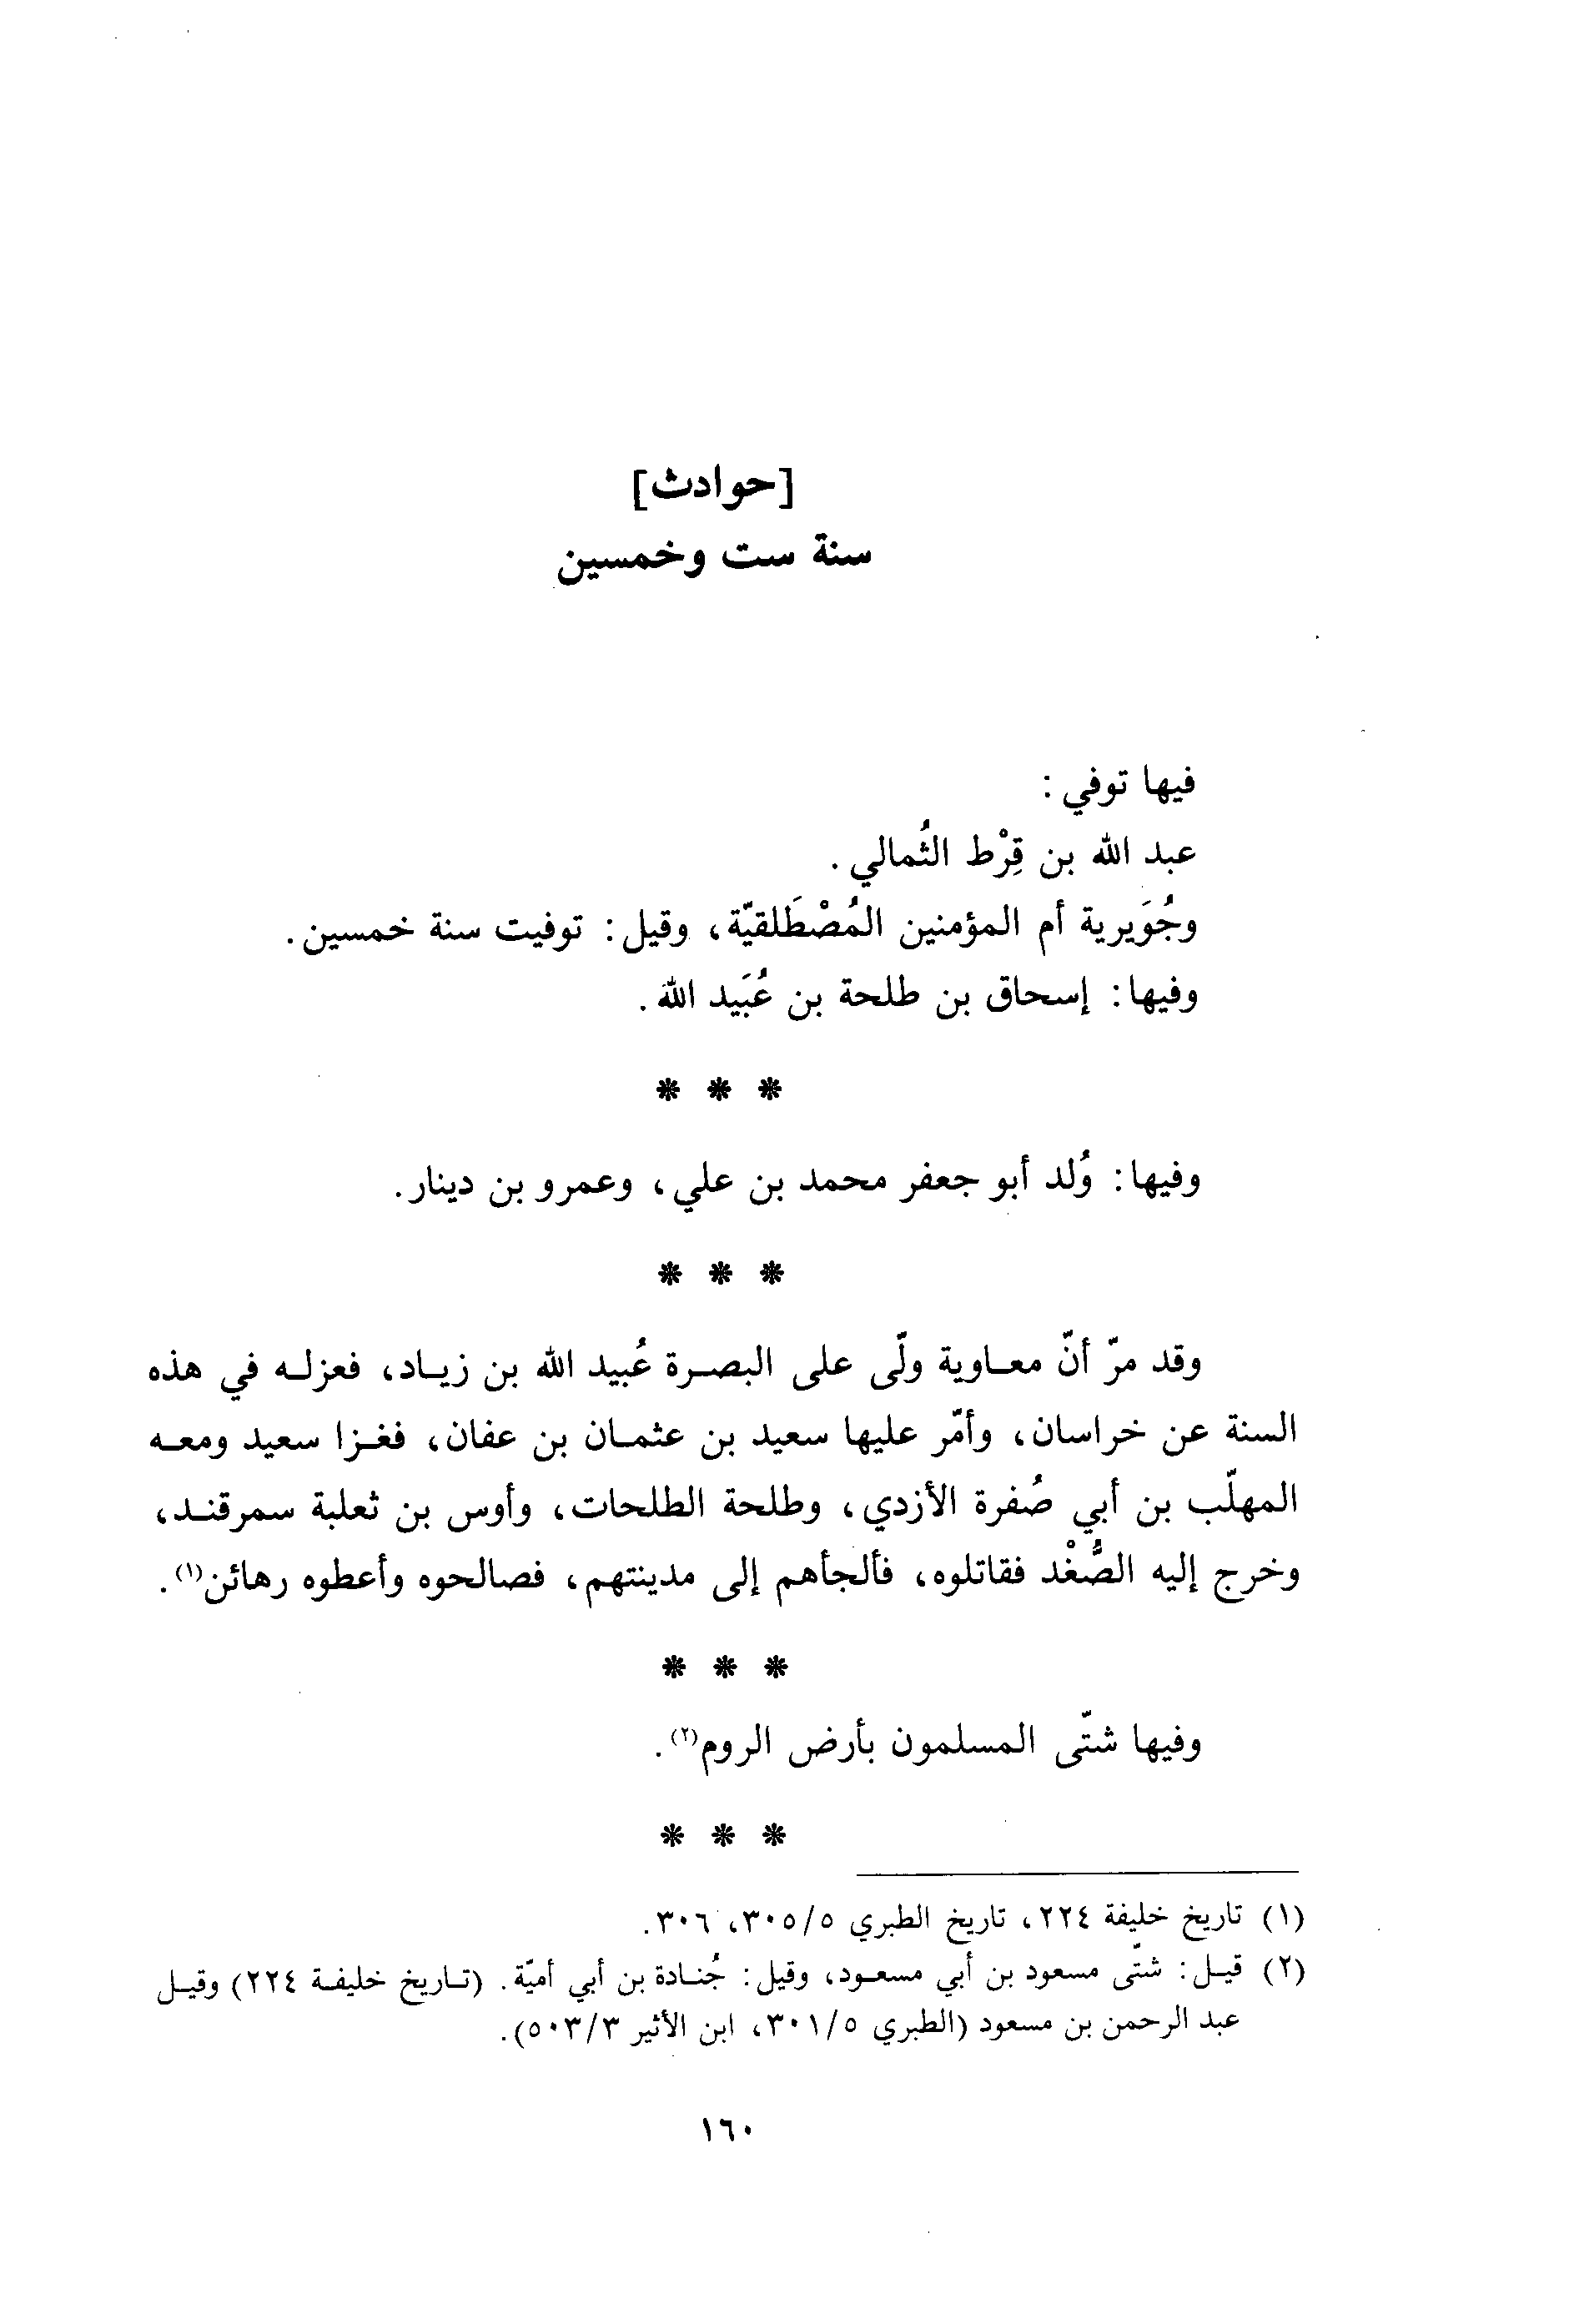 [حوادث]
سنة ست وخمسين
فيها توفي :
عبد الله بن قِرْط الثُمالي .
وجُوَيرية أم المؤمنين المُصْطَلقيّة، وقيل: توفيت سنة خمسين.
وفيها: إسحاق بن طلحة بن عُبَيد الله .
* * *
وفيها: وُلد أبو جعفر محمد بن علي، وعمرو بن دينار.
* * *
وقد مرّ أنّ معاوية ولّى على البصرة عُبيد الله بن زياد، فعزله في هذه
السنة عن خراسان، وأمّر عليها سعيد بن عثمان بن عفان، فغزا سعيد ومعه
المهلّب بن أبي صُفرة الأزدي، وطلحة الطلحات، وأوس بن ثعلبة سمرقند،
وخرج إليه الصُّغْد فقاتلوه، فألجأهم إلى مدينتهم، فصالحوه وأعطوه رهائن(١) .
* * *
وفيها شتّى المسلمون بأرض الروم(٢) .
* * *
(١) تاريخ خليفة ٢٢٤، تاريخ الطبري ٣٠٥/٥، ٣٠٦.
(٢) قيل: شتّى مسعود بن أبي مسعود، وقيل: جُنادة بن أبي أميّة. (تاريخ خليفة ٢٢٤) وقيل
عبد الرحمن بن مسعود (الطبري ٣٠١/٥، ابن الأثير ٥٠٣/٣).
١٦٠